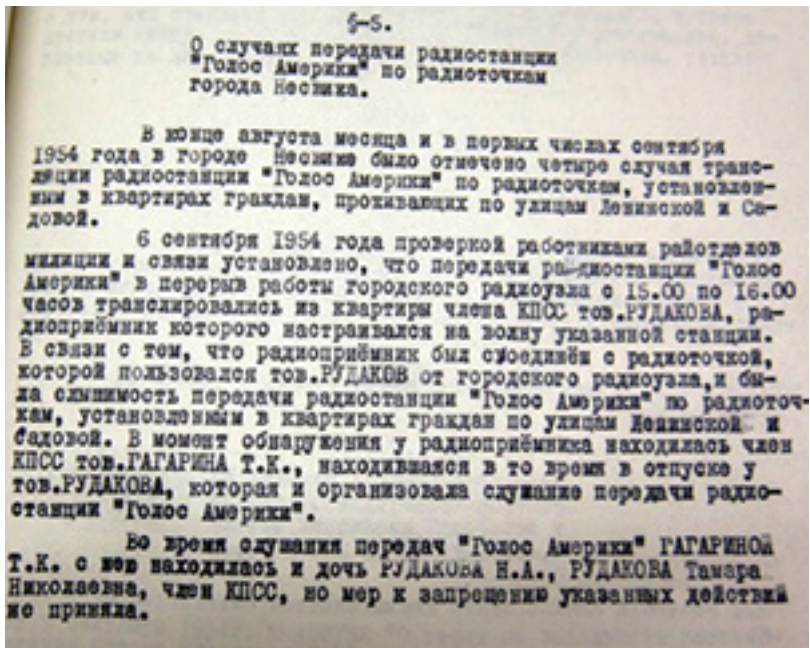 §-5.
О случаях передачи радиостанции
"Голос Америки" по радиоточкам
города Несвижа.
В конце августа месяца и в первых числах сентября
1954 года в городе Несвиже было отмечено четыре случая транс-
ляции радиостанции "Голос Америки" по радиоточкам, установлен-
ным в квартирах граждан, проживающих по улицам Ленинской и Са-
довой.
6 сентября 1954 года проверкой работниками райотделов
милиции и связи установлено, что передачи радиостанции "Голос
Америки" в перерыв работы городского радиоузла с 15.00 по 16.00
часов транслировались из квартиры члена КПСС тов.РУДАКОВА, ра-
диоприёмник которого настраивался на волну указанной станции.
В связи с тем, что радиоприёмник был соединён с радиоточкой,
которой пользовался тов.РУДАКОВ от городского радиоузла,и бы-
ла слышимость передачи радиостанции "Голос Америки" по радиоточ-
кам, установленным в квартирах граждан по улицам Ленинской и
Садовой. В момент обнаружения у радиоприёмника находилась член
КПСС тов.ГАГАРИНА Т.К., находившаяся в то время в отпуске у
тов.РУДАКОВА, которая и организовала слушание передачи радио-
станции "Голос Америки".
Во время слушания передач "Голос Америки" ГАГАРИНОЙ
Т.К. с нею находилась и дочь РУДАКОВА Н.А., РУДАКОВА Тамара
Николаевна, член КПСС, но мер к запрещению указанных действий
не приняла.